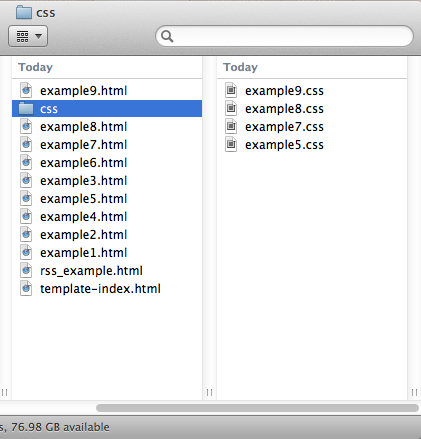 css
Today
example9.html
css
example8.html
example7.html
example6.html
example3.html
example5.html
example4.html
example2.html
example1.html
rss_example.html
template-index.html
Today
example9.css
example8.css
example7.css
example5.css
s, 76.98 GB available